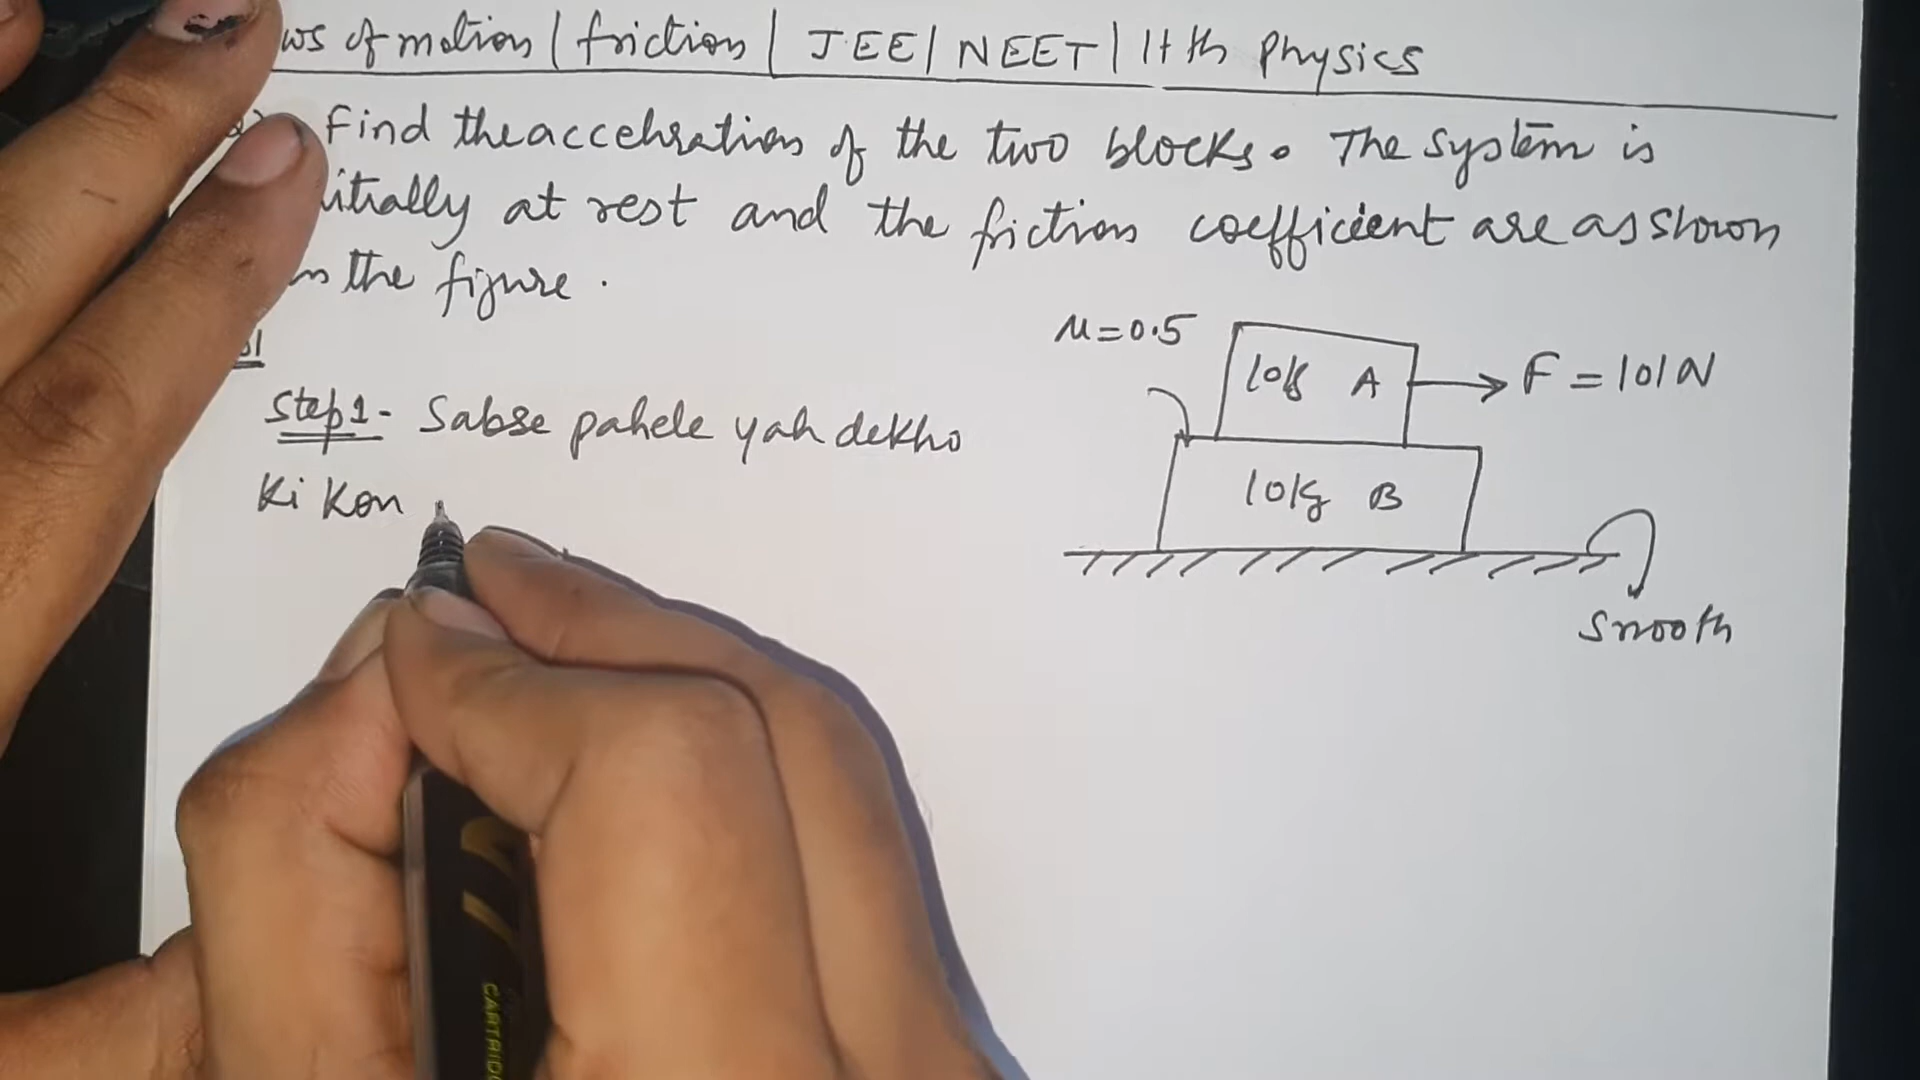 ws of motion | friction | JEE | NEET | 11th Physics
Find the accelration of the two blocks. The system is
itially at rest and the friction coefficient are as shown
the figure.
μ=0.5
10kg A
F = 101N
Step 1- Sabse pahele yah dekho
Ki Kon
10kg B
Smooth